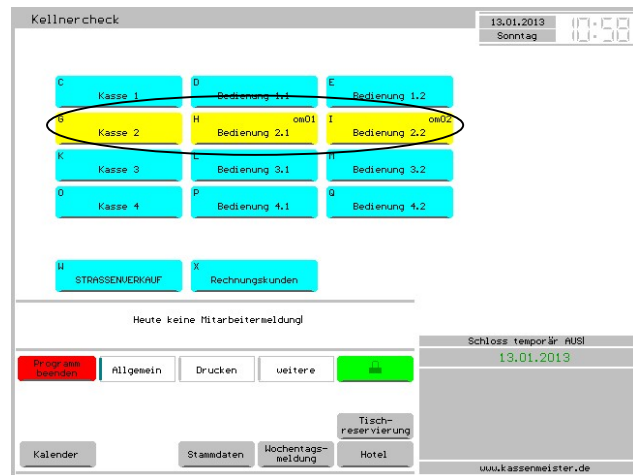 Kellnercheck
13.01.2013
Sonntag
10:58
C
Kasse 1
D
Bedienung 1.1
E
Bedienung 1.2
G
Kasse 2
H
om01
Bedienung 2.1
I
om02
Bedienung 2.2
K
Kasse 3
L
Bedienung 3.1
M
Bedienung 3.2
O
Kasse 4
P
Bedienung 4.1
Q
Bedienung 4.2
W
STRASSENVERKAUF
X
Rechnungskunden
Heute keine Mitarbeitermeldung!
Schloss temporär AUS!
13.01.2013
Programm
beenden
Allgemein
Drucken
weitere
Tisch-
reservierung
Kalender
Stammdaten
Wochentags-
meldung
Hotel
www.kassenmeister.de